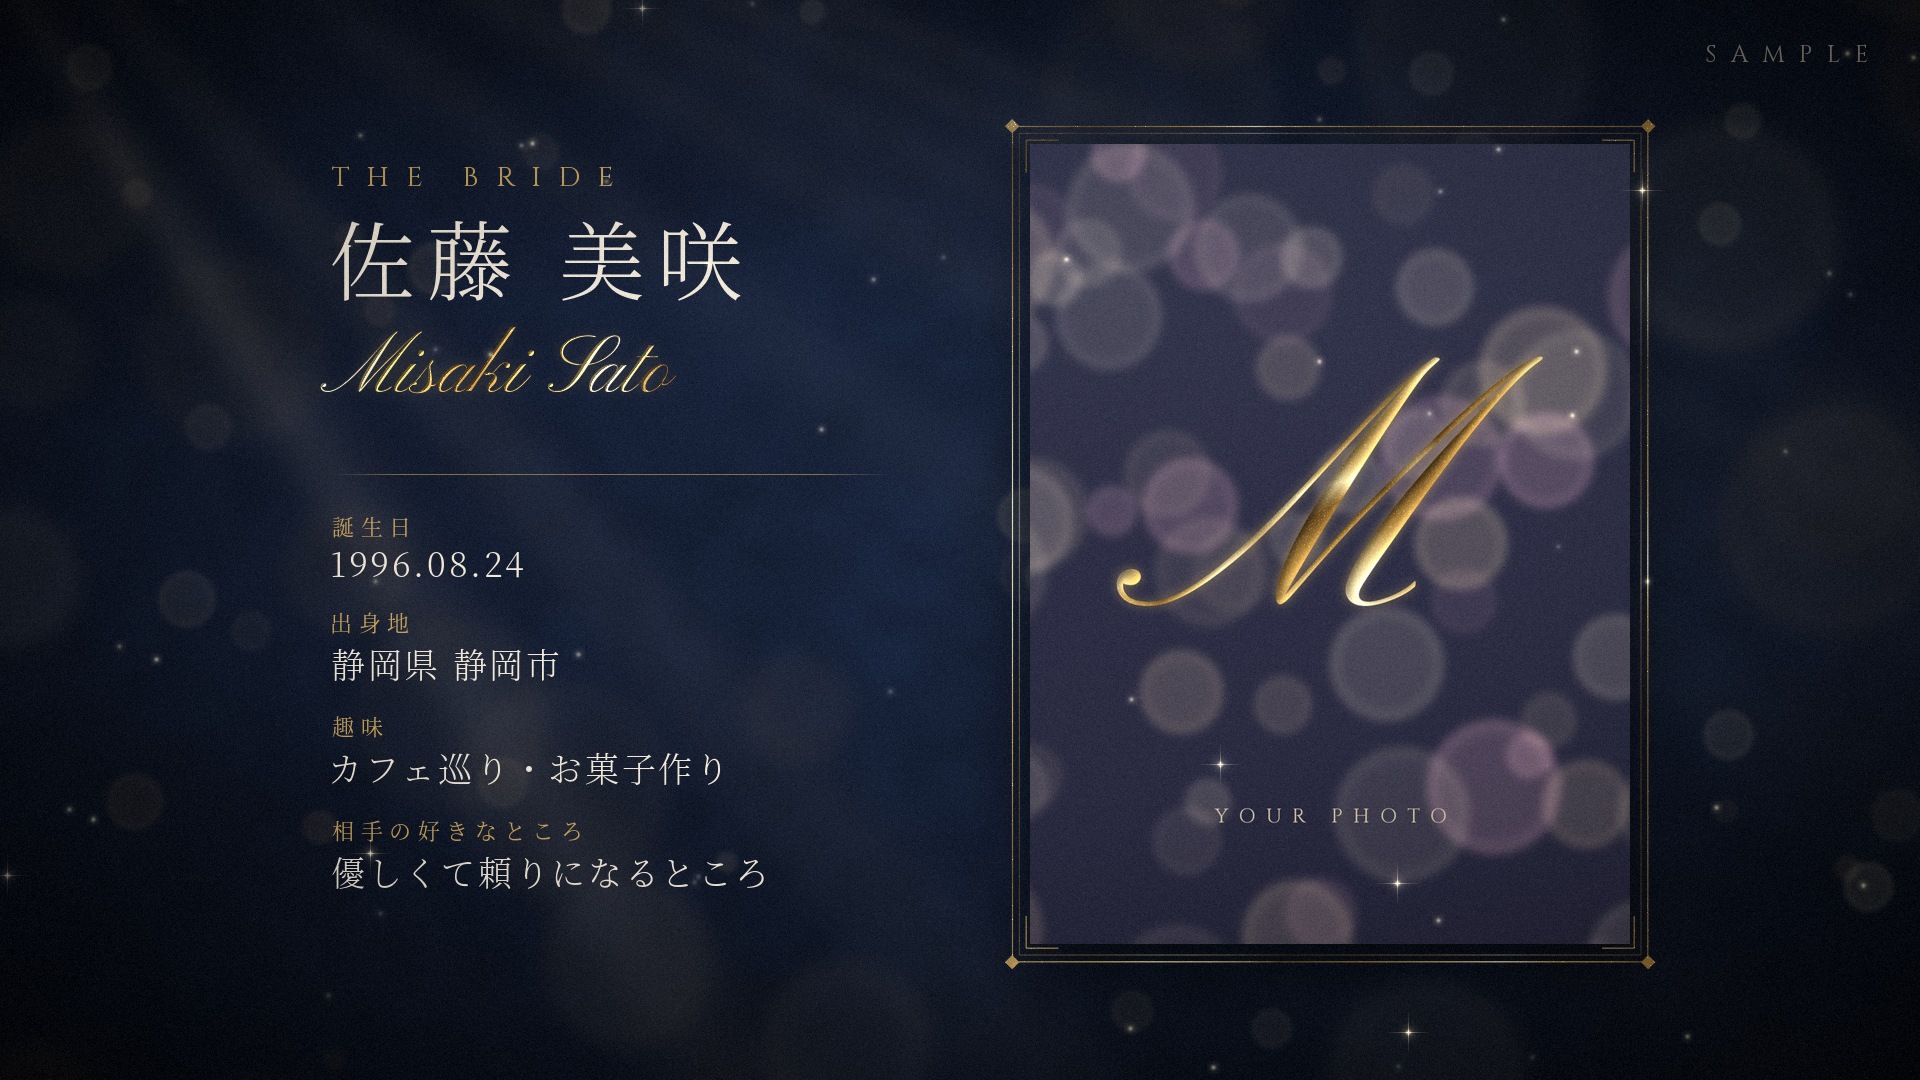 SAMPLE
THE BRIDE
佐藤 美咲
Misaki Sato
誕生日
1996.08.24
出身地
静岡県 静岡市
趣味
カフェ巡り・お菓子作り
相手の好きなところ
優しくて頼りになるところ
M
YOUR PHOTO